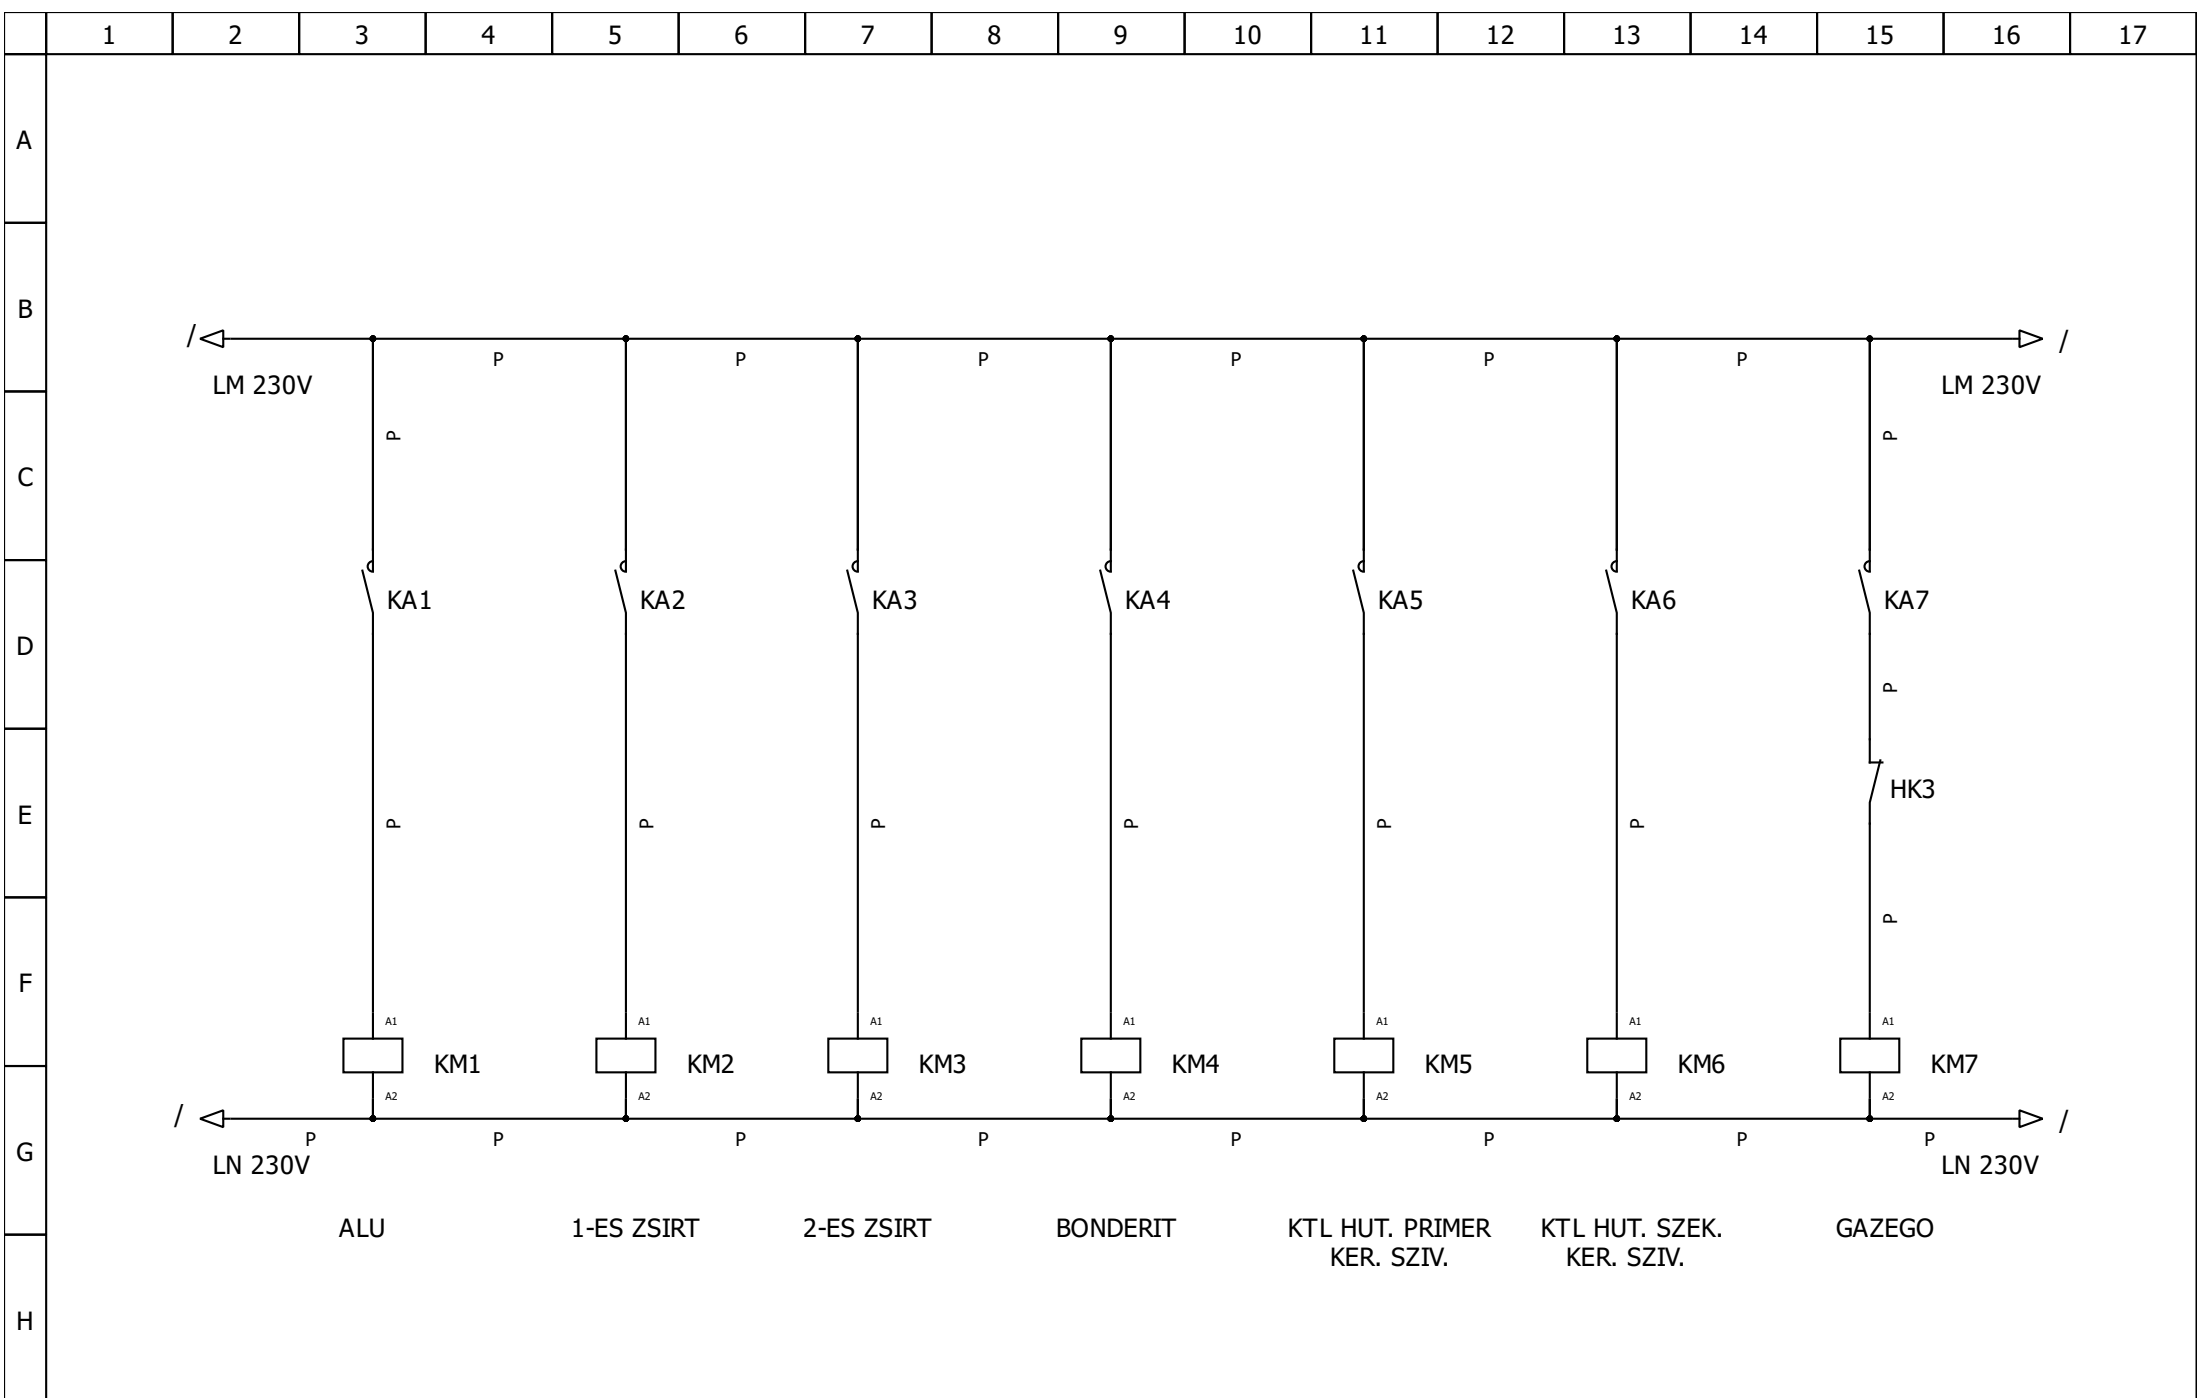 1 2 3 4 5 6 7 8 9 10 11 12 13 14 15 16 17
A
B
/ /
P P P P P P
LM 230V LM 230V
P P
C
KA1 KA2 KA3 KA4 KA5 KA6 KA7
D
P
HK3
E
P P P P P P
P
F
A1 A1 A1 A1 A1 A1 A1
KM1 KM2 KM3 KM4 KM5 KM6 KM7
A2 A2 A2 A2 A2 A2 A2
/ /
P P P P P P P P
G
LN 230V LN 230V
ALU 1-ES ZSIRT 2-ES ZSIRT BONDERIT KTL HUT. PRIMER KTL HUT. SZEK. GAZEGO
KER. SZIV. KER. SZIV.
H